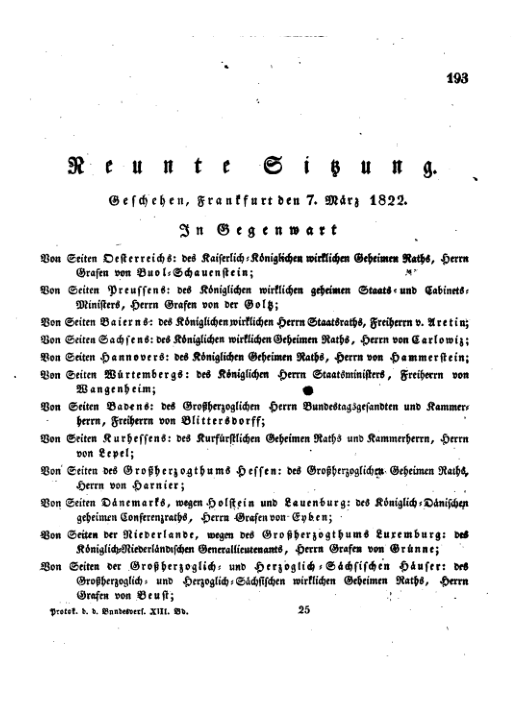 193
Neunte Sitzung.
Geschehen, Frankfurt den 7. März 1822.
In Gegenwart
Von Seiten Oesterreichs: des Kaiserlich-Königlichen wirklichen Geheimen Raths, Herrn
Grafen von Buol-Schauenstein;
Von Seiten Preussens: des Königlichen wirklichen geheimen Staats- und Cabinets-
Ministers, Herrn Grafen von der Goltz;
Von Seiten Baierns: des Königlichen wirklichen Herrn Staatsraths, Freiherrn v. Aretin;
Von Seiten Sachsens: des Königlichen wirklichen Geheimen Raths, Herrn von Carlowitz;
Von Seiten Hannovers: des Königlichen Geheimen Raths, Herrn von Hammerstein;
Von Seiten Würtembergs: des Königlichen Herrn Staatsministers, Freiherrn von
Wangenheim;
Von Seiten Badens: des Großherzoglichen Herrn Bundestagsgesandten und Kammer-
herrn, Freiherrn von Blittersdorff;
Von Seiten Kurhessens: des Kurfürstlichen Geheimen Raths und Kammerherrn, Herrn
von Lepel;
Von Seiten des Großherzogthums Hessen: des Großherzoglichen Geheimen Raths,
Herrn von Harnier;
Von Seiten Dänemarks, wegen Holstein und Lauenburg: des Königlich-Dänischen
geheimen Conferenzraths, Herrn Grafen von Eyben;
Von Seiten der Niederlande, wegen des Großherzogthums Luxemburg: des
Königlich-Niederländischen Generallieutenants, Herrn Grafen von Grünne;
Von Seiten der Großherzoglich- und Herzoglich-Sächsischen Häuser: des
Großherzoglich- und Herzoglich-Sächsischen wirklichen Geheimen Raths, Herrn
Grafen von Beust;
Protok. d. d. Bundesvers. XIII. Bd. 25